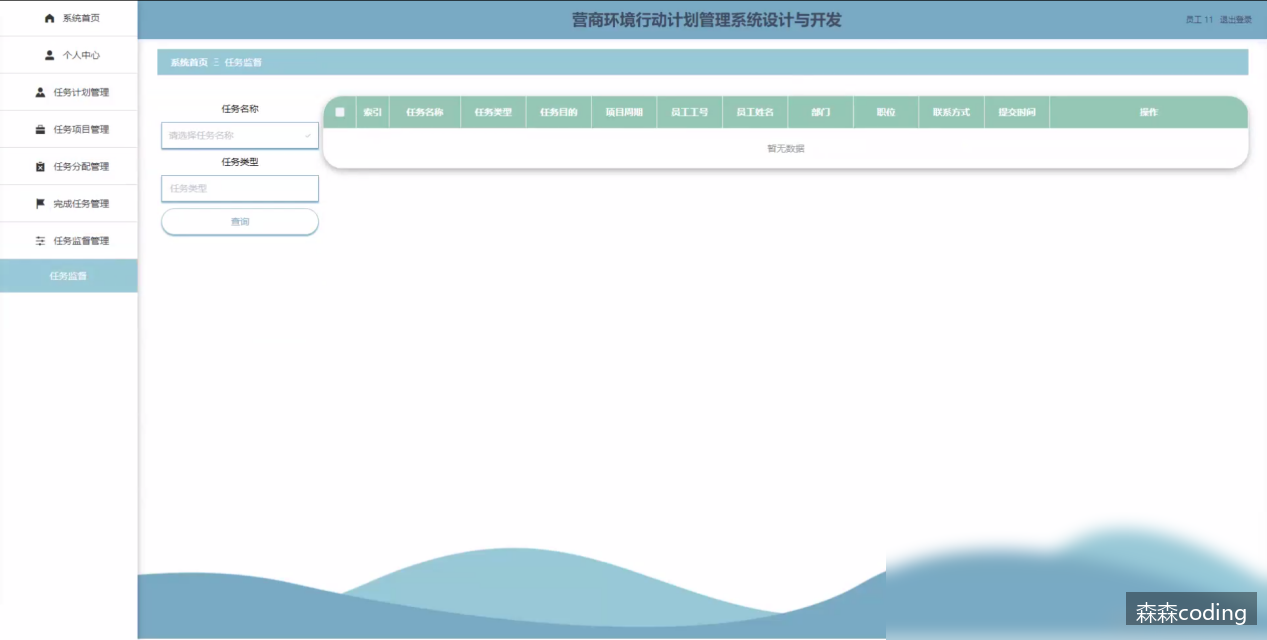 营商环境行动计划管理系统设计与开发
员工 11 退出登录
系统首页
个人中心
任务计划管理
任务项目管理
任务分配管理
完成任务管理
任务监督管理
任务监督
系统首页 任务监督
任务名称
请选择任务名称
任务类型
任务类型
查询
索引 任务名称 任务类型 任务目的 项目周期 员工工号 员工姓名 部门 职位 联系方式 提交时间 操作
暂无数据
森森coding